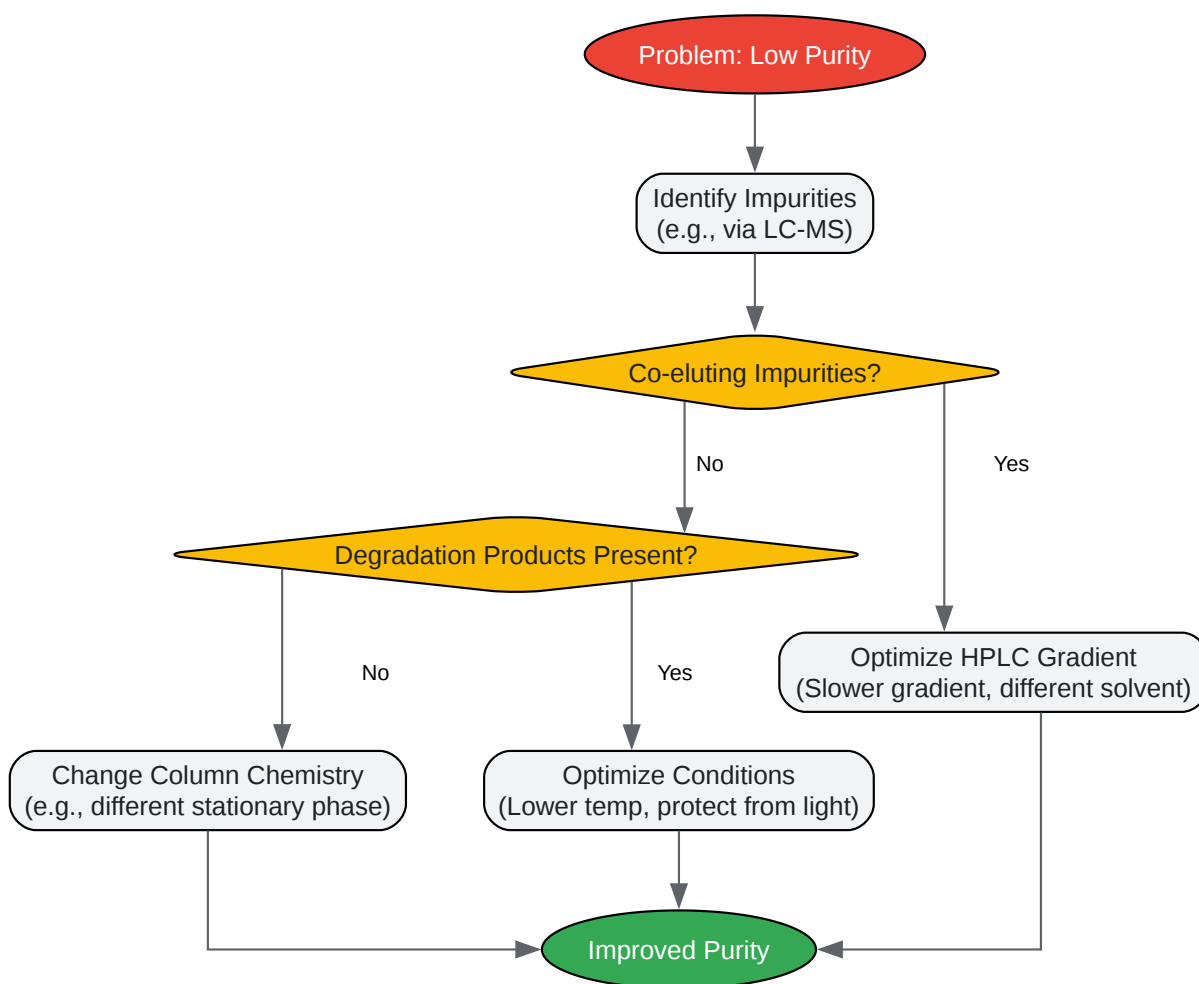 Problem: Low Purity
Identify Impurities
(e.g., via LC-MS)
Co-eluting Impurities?
No
Yes
Degradation Products Present?
No
Yes
Optimize HPLC Gradient
(Slower gradient, different solvent)
Change Column Chemistry
(e.g., different stationary phase)
Optimize Conditions
(Lower temp, protect from light)
Improved Purity